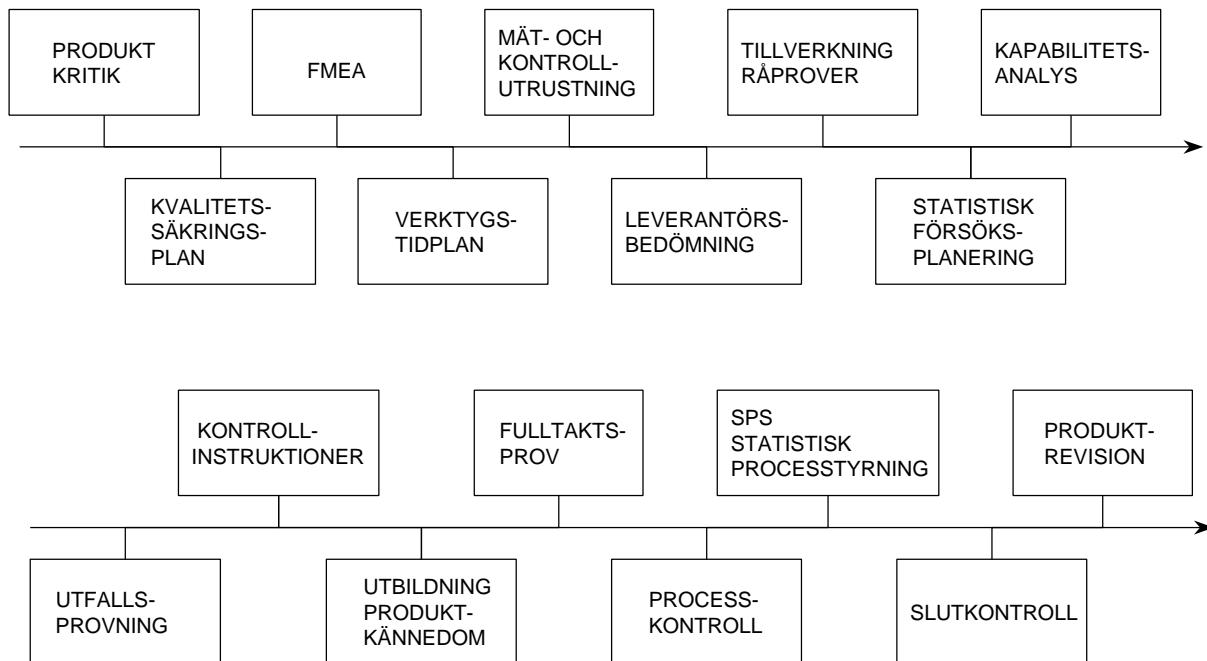 PRODUKT
KRITIK
FMEA
MÄT- OCH
KONTROLL-
UTRUSTNING
TILLVERKNING
RÅPROVER
KAPABILITETS-
ANALYS
KVALITETS-
SÄKRINGS-
PLAN
VERKTYGS-
TIDPLAN
LEVERANTÖRS-
BEDÖMNING
STATISTISK
FÖRSÖKS-
PLANERING
KONTROLL-
INSTRUKTIONER
FULLTAKTS-
PROV
SPS
STATISTISK
PROCESSTYRNING
PRODUKT-
REVISION
UTFALLS-
PROVNING
UTBILDNING
PRODUKT-
KÄNNEDOM
PROCESS-
KONTROLL
SLUTKONTROLL